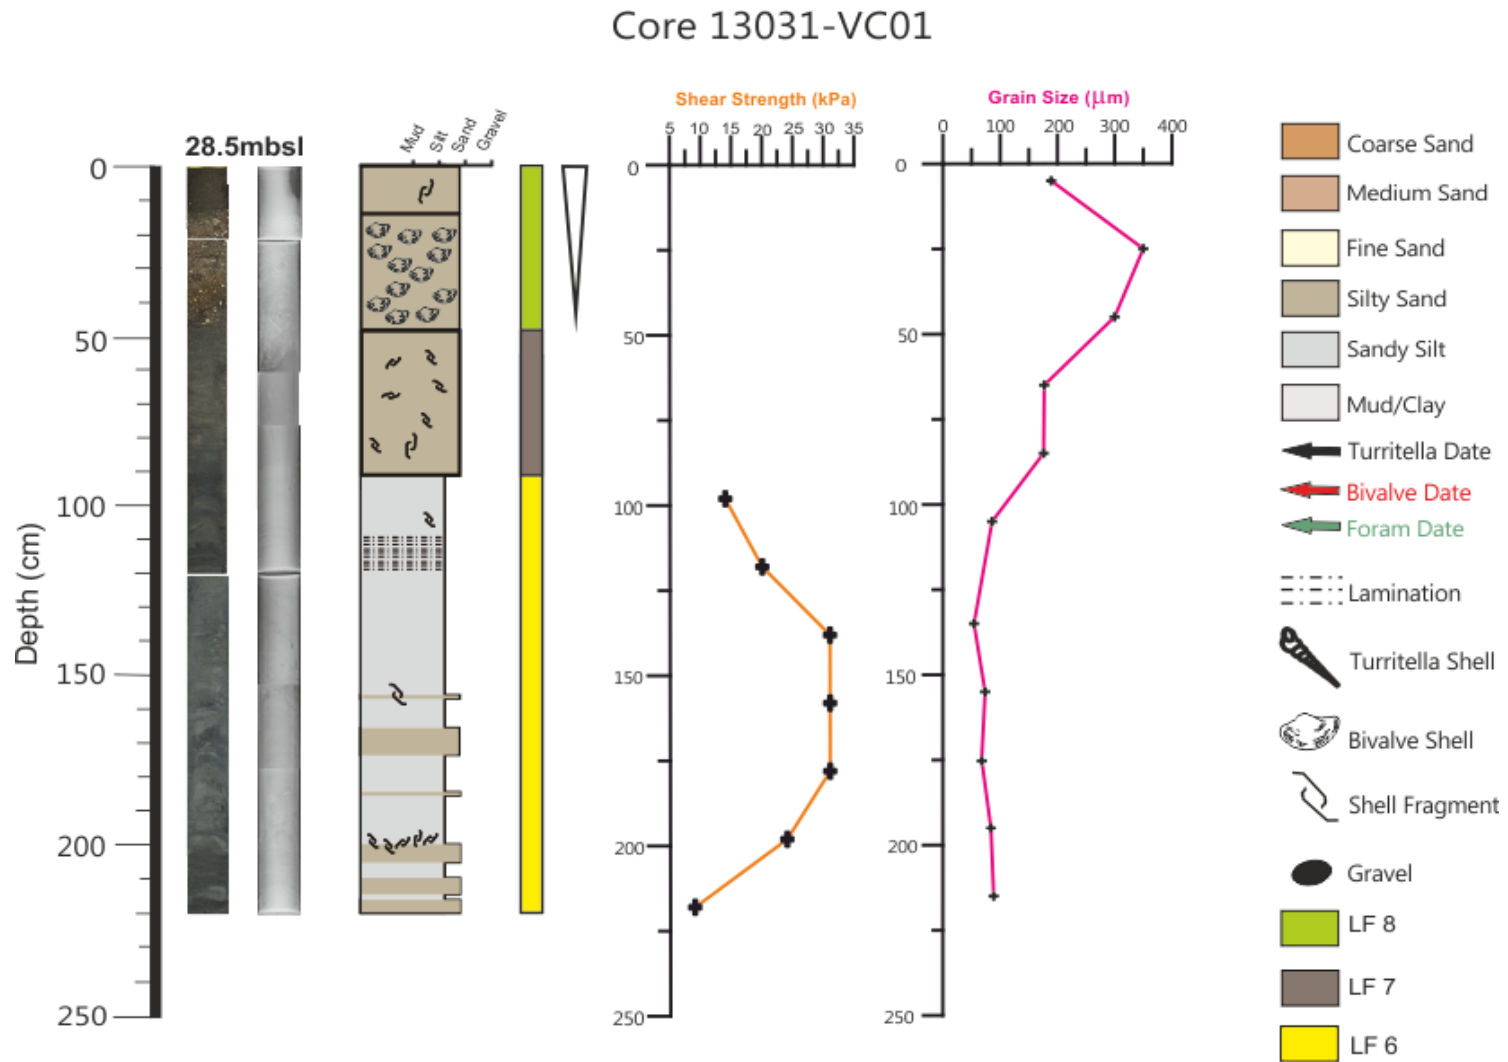 Core 13031-VC01
28.5mbsl
Mud
Silt
Sand
Gravel
Depth (cm)
0
50
100
150
200
250
Shear Strength (kPa)
5 10 15 20 25 30 35
0
50
100
150
200
250
Grain Size (µm)
0 100 200 300 400
0
50
100
150
200
250
Coarse Sand
Medium Sand
Fine Sand
Silty Sand
Sandy Silt
Mud/Clay
Turritella Date
Bivalve Date
Foram Date
Lamination
Turritella Shell
Bivalve Shell
Shell Fragment
Gravel
LF 8
LF 7
LF 6